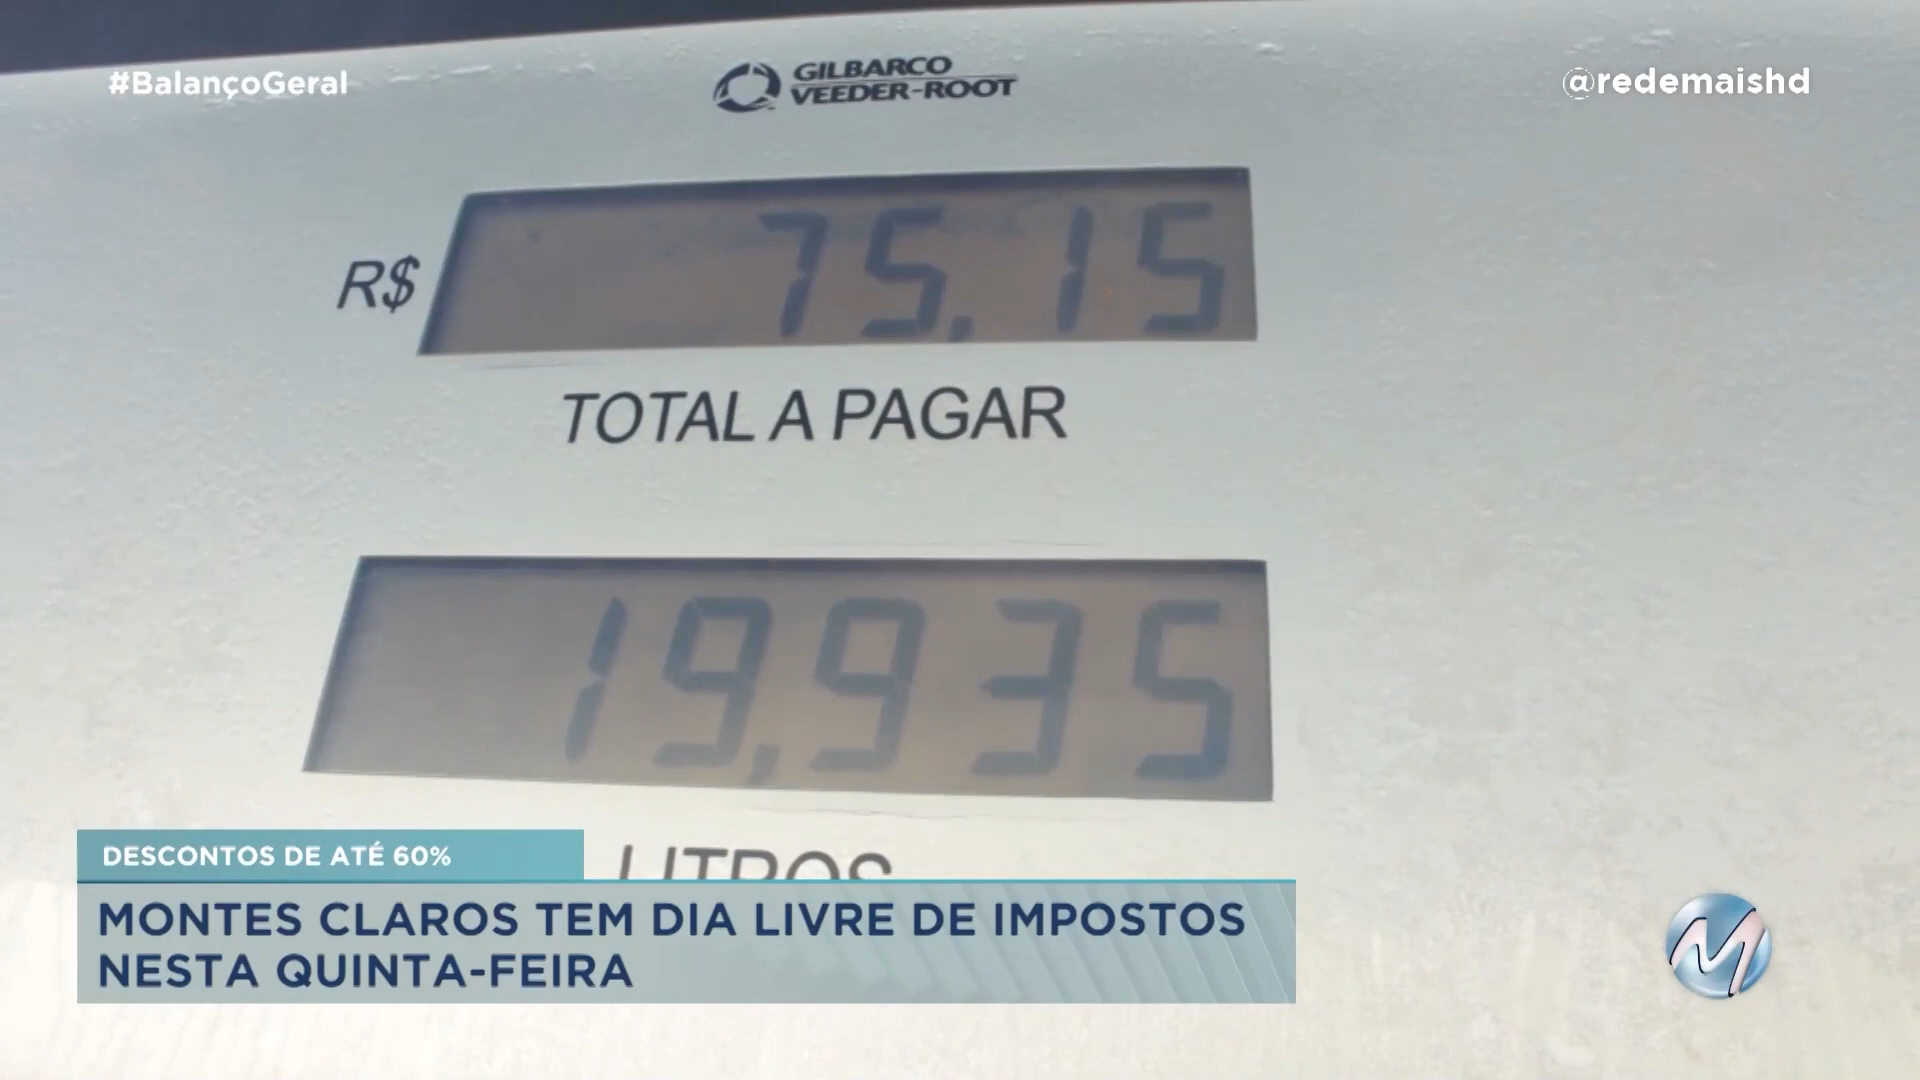 #BalançoGeral
@redemaishd
GILBARCO
VEEDER-ROOT
R$ 75,15
TOTAL A PAGAR
19,935
LITROS
DESCONTOS DE ATÉ 60%
MONTES CLAROS TEM DIA LIVRE DE IMPOSTOS
NESTA QUINTA-FEIRA